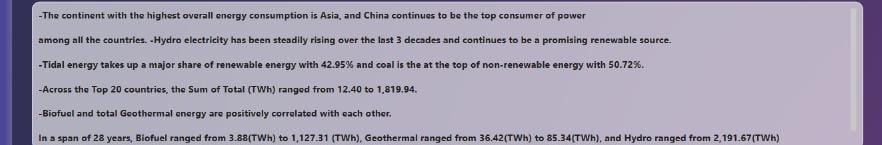 -The continent with the highest overall energy consumption is Asia, and China continues to be the top consumer of power
among all the countries. -Hydro electricity has been steadily rising over the last 3 decades and continues to be a promising renewable source.
-Tidal energy takes up a major share of renewable energy with 42.95% and coal is the at the top of non-renewable energy with 50.72%.
-Across the Top 20 countries, the Sum of Total (TWh) ranged from 12.40 to 1,819.94.
-Biofuel and total Geothermal energy are positively correlated with each other.
In a span of 28 years, Biofuel ranged from 3.88(TWh) to 1,127.31 (TWh), Geothermal ranged from 36.42(TWh) to 85.34(TWh), and Hydro ranged from 2,191.67(TWh)